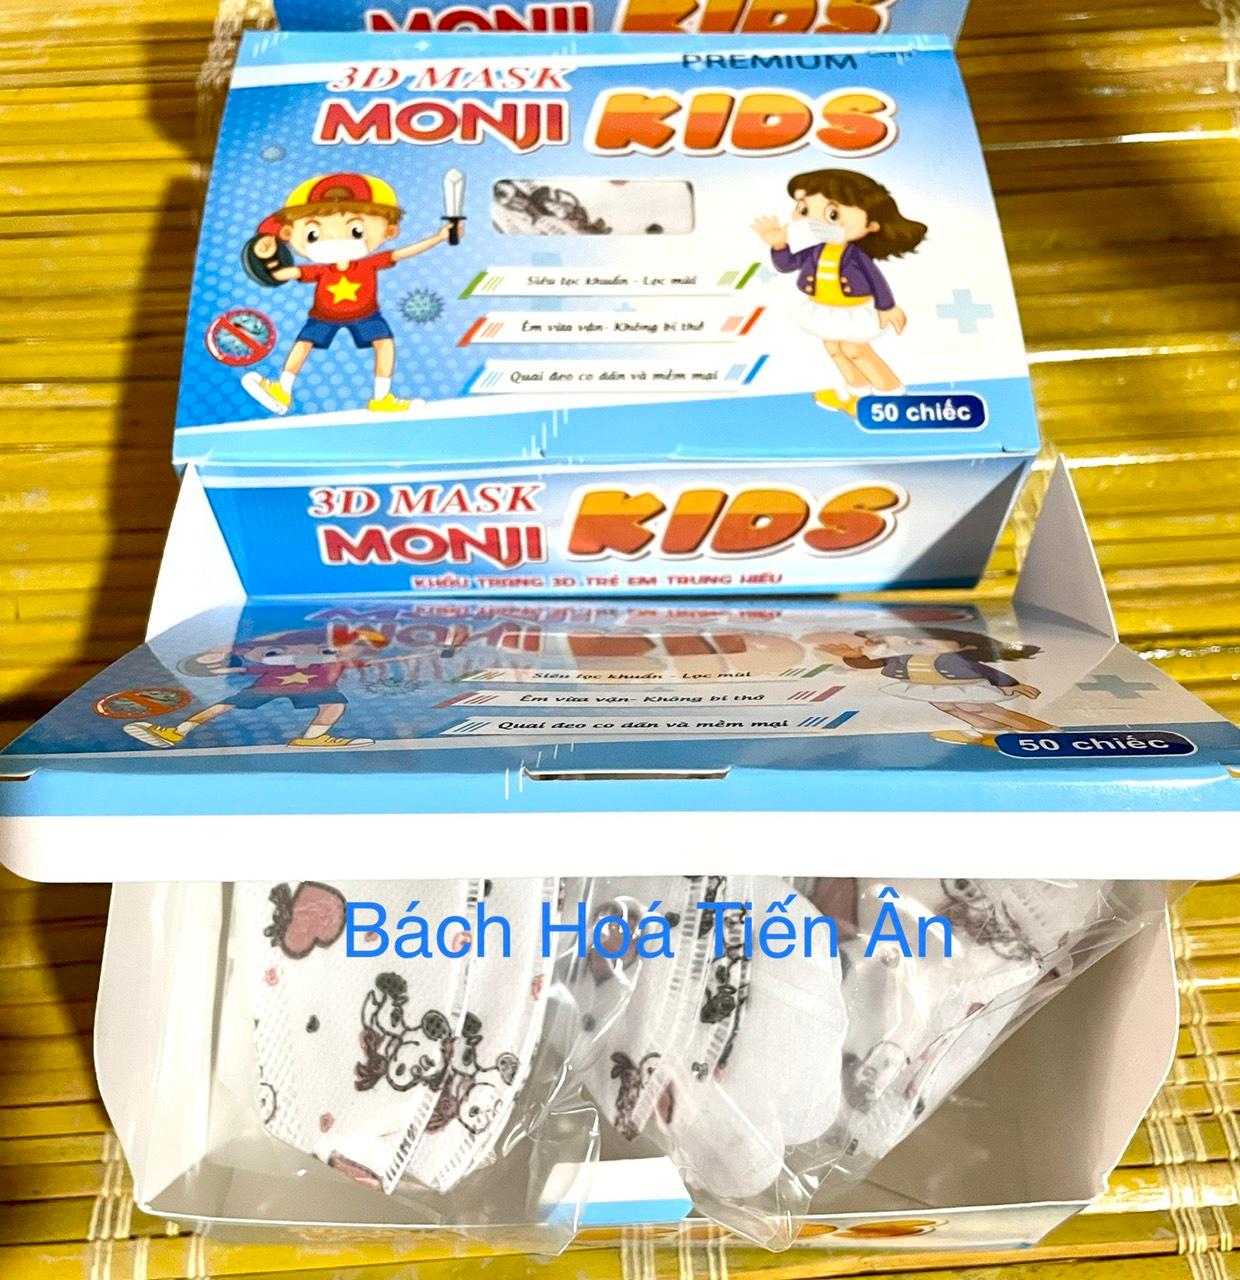 MONJI KIDS
PREMIUM
3D MASK
MONJI KIDS
Siêu lọc khuẩn - Lọc mùi
Êm vừa vặn- Không bí thở
Quai đeo co dãn và mềm mại
50 chiếc
3D MASK
MONJI KIDS
KHẨU TRANG 3D TRẺ EM TRUNG HIẾU
Siêu lọc khuẩn - Lọc mùi
Êm vừa vặn- Không bí thở
Quai đeo co dãn và mềm mại
50 chiếc
Bách Hoá Tiến Ân